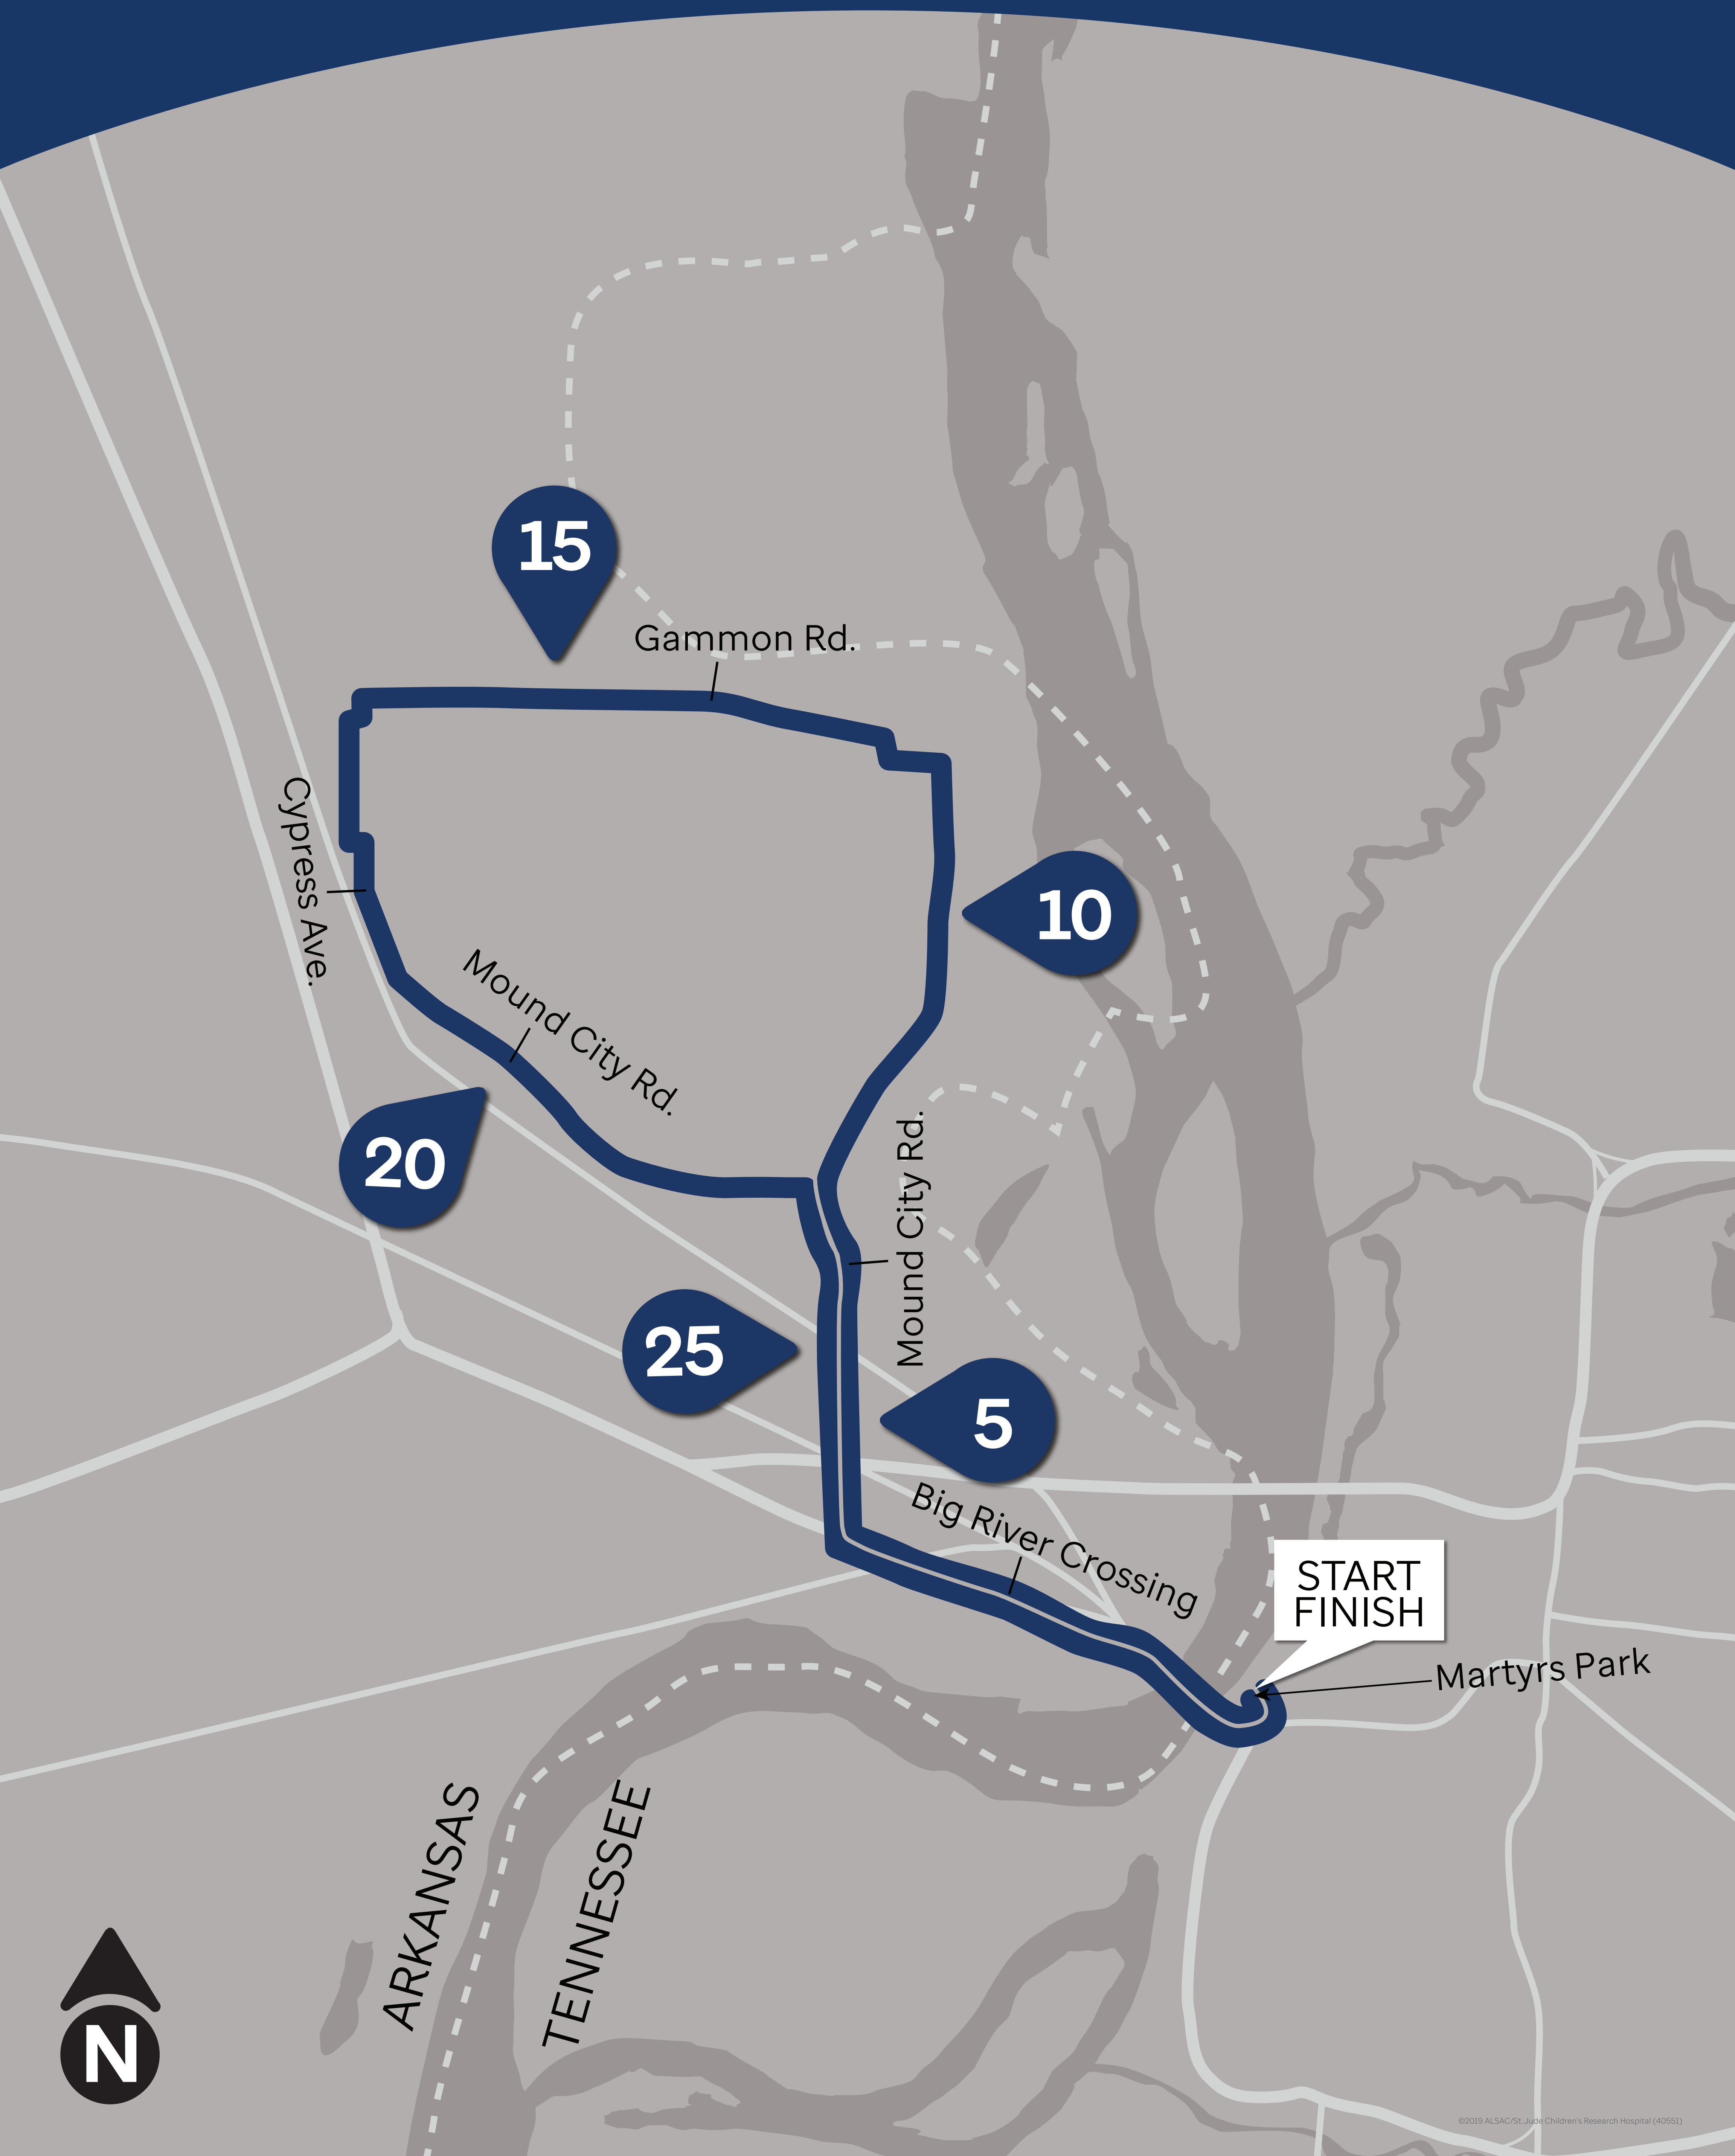 15
Gammon Rd.
Cypress Ave.
10
Mound City Rd.
20
Mound City Rd.
25
5
Big River Crossing
START
FINISH
Martyrs Park
ARKANSAS
TENNESSEE
N
©2019 ALSAC/St. Jude Children's Research Hospital (40551)